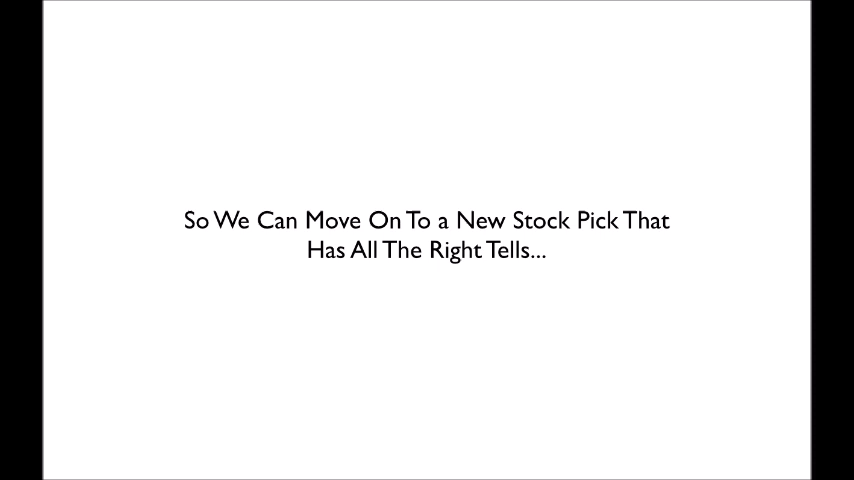 So We Can Move On To a New Stock Pick That
Has All The Right Tells...